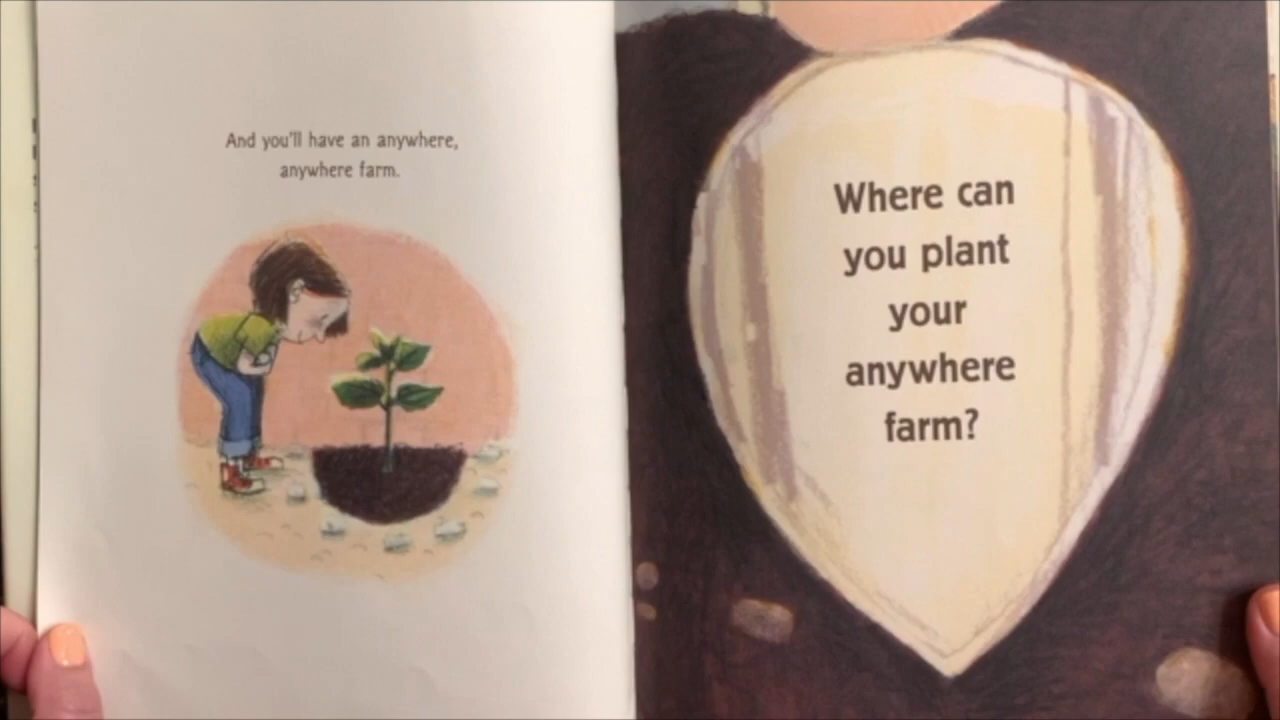 And you'll have an anywhere,
anywhere farm.
Where can
you plant
your
anywhere
farm?